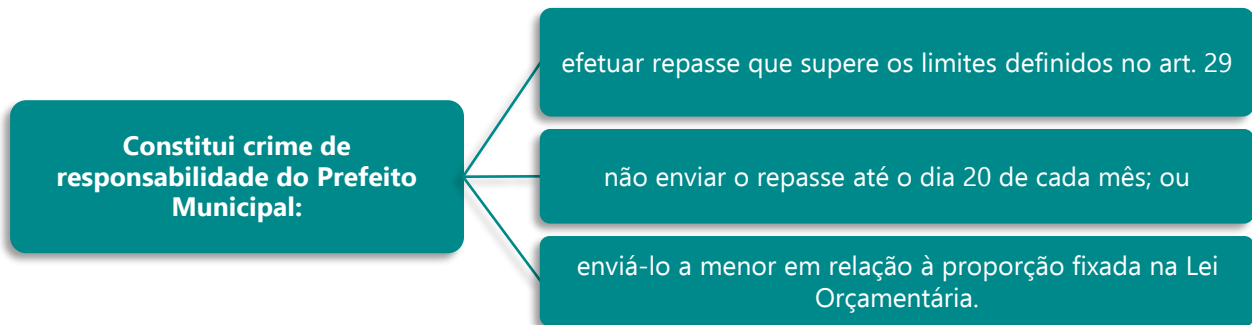 Constitui crime de
responsabilidade do Prefeito
Municipal:
efetuar repasse que supere os limites definidos no art. 29
não enviar o repasse até o dia 20 de cada mês; ou
enviá-lo a menor em relação à proporção fixada na Lei
Orçamentária.